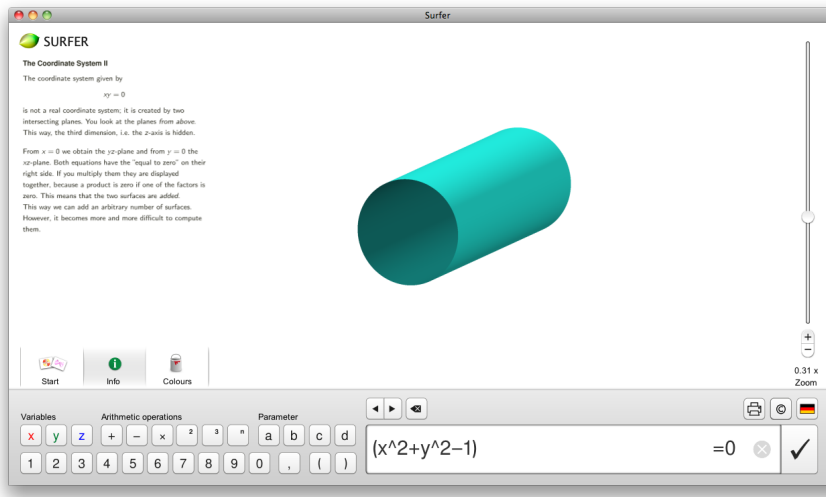 Surfer
SURFER
The Coordinate System II
The coordinate system given by
xy = 0
is not a real coordinate system; it is created by two
intersecting planes. You look at the planes from above.
This way, the third dimension, i.e. the z-axis is hidden.
From x = 0 we obtain the yz-plane and from y = 0 the
xz-plane. Both equations have the "equal to zero" on their
right side. If you multiply them they are displayed
together, because a product is zero if one of the factors is
zero. This means that the two surfaces are added.
This way we can add an arbitrary number of surfaces.
However, it becomes more and more difficult to compute
them.
+
−
0.31 x
Zoom
Start Info Colours
Variables Arithmetic operations Parameter
x y z + − × 2 3 n a b c d
1 2 3 4 5 6 7 8 9 0 , ( )
©
(x^2+y^2−1) =0